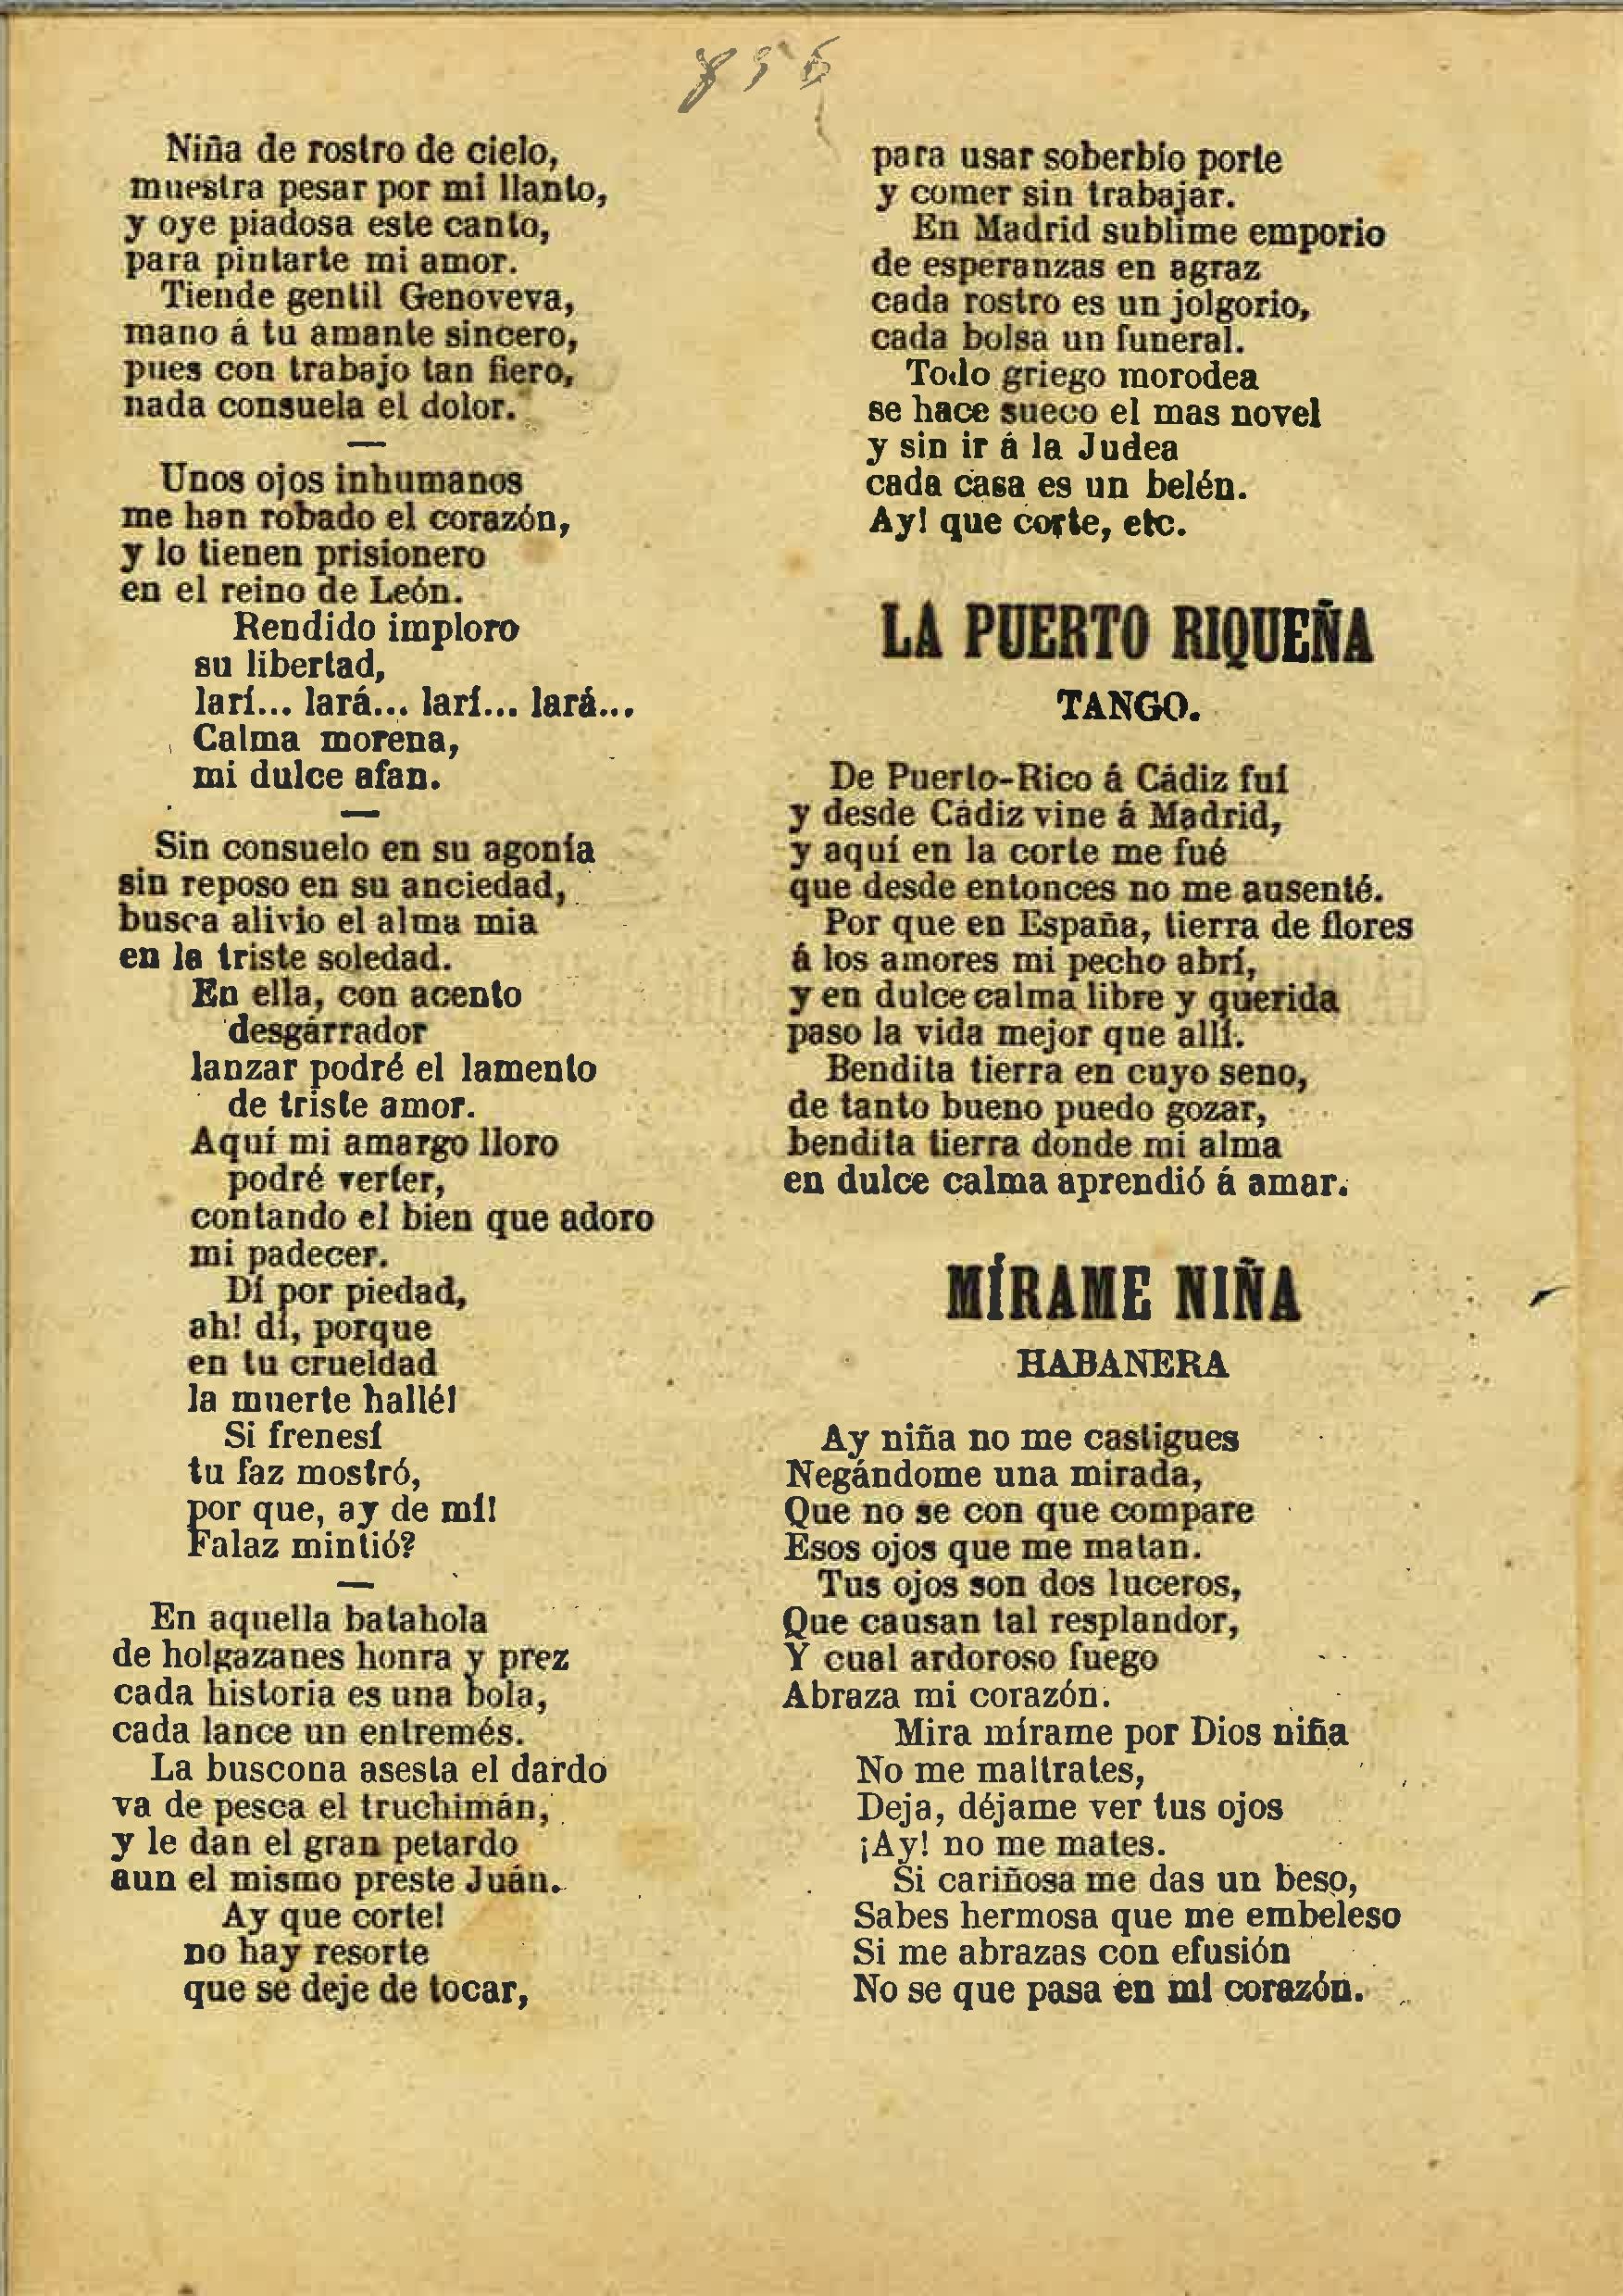 836
Niña de rostro de cielo,
muestra pesar por mi llanto,
y oye piadosa este canto,
para pintarte mi amor.
Tiende gentil Genoveva,
mano á tu amante sincero,
pues con trabajo tan fiero,
nada consuela el dolor.
—
Unos ojos inhumanos
me han robado el corazón,
y lo tienen prisionero
en el reino de León.
Rendido imploro
su libertad,
larí... lará... larí... lará...
Calma morena,
mi dulce afan.
—
Sin consuelo en su agonía
sin reposo en su anciedad,
busca alivio el alma mia
en la triste soledad.
En ella, con acento
desgarrador
lanzar podré el lamento
de triste amor.
Aquí mi amargo lloro
podré verter,
contando el bien que adoro
mi padecer.
Dí por piedad,
ah! dí, porque
en tu crueldad
la muerte hallé!
Si frenesí
tu faz mostró,
por que, ay de mí!
Falaz mintió?
—
En aquella batahola
de holgazanes honra y prez
cada historia es una bola,
cada lance un entremés.
La buscona asesta el dardo
va de pesca el truchimán,
y le dan el gran petardo
aun el mismo preste Juán.
Ay que corte!
no hay resorte
que se deje de tocar,
para usar soberbio porte
y comer sin trabajar.
En Madrid sublime emporio
de esperanzas en agraz
cada rostro es un jolgorio,
cada bolsa un funeral.
Todo griego morodea
se hace sueco el mas novel
y sin ir á la Judea
cada casa es un belén.
Ay! que corte, etc.
LA PUERTO RIQUEÑA
TANGO.
De Puerto-Rico á Cádiz fuí
y desde Cádiz vine á Madrid,
y aquí en la corte me fué
que desde entonces no me ausenté.
Por que en España, tierra de flores
á los amores mi pecho abrí,
y en dulce calma libre y querida
paso la vida mejor que allí.
Bendita tierra en cuyo seno,
de tanto bueno puedo gozar,
bendita tierra donde mi alma
en dulce calma aprendió á amar.
MÍRAME NIÑA
HABANERA
Ay niña no me castigues
Negándome una mirada,
Que no se con que compare
Esos ojos que me matan.
Tus ojos son dos luceros,
Que causan tal resplandor,
Y cual ardoroso fuego
Abraza mi corazón.
Mira mírame por Dios niña
No me maltrates,
Deja, déjame ver tus ojos
¡Ay! no me mates.
Si cariñosa me das un beso,
Sabes hermosa que me embeleso
Si me abrazas con efusión
No se que pasa en mi corazón.